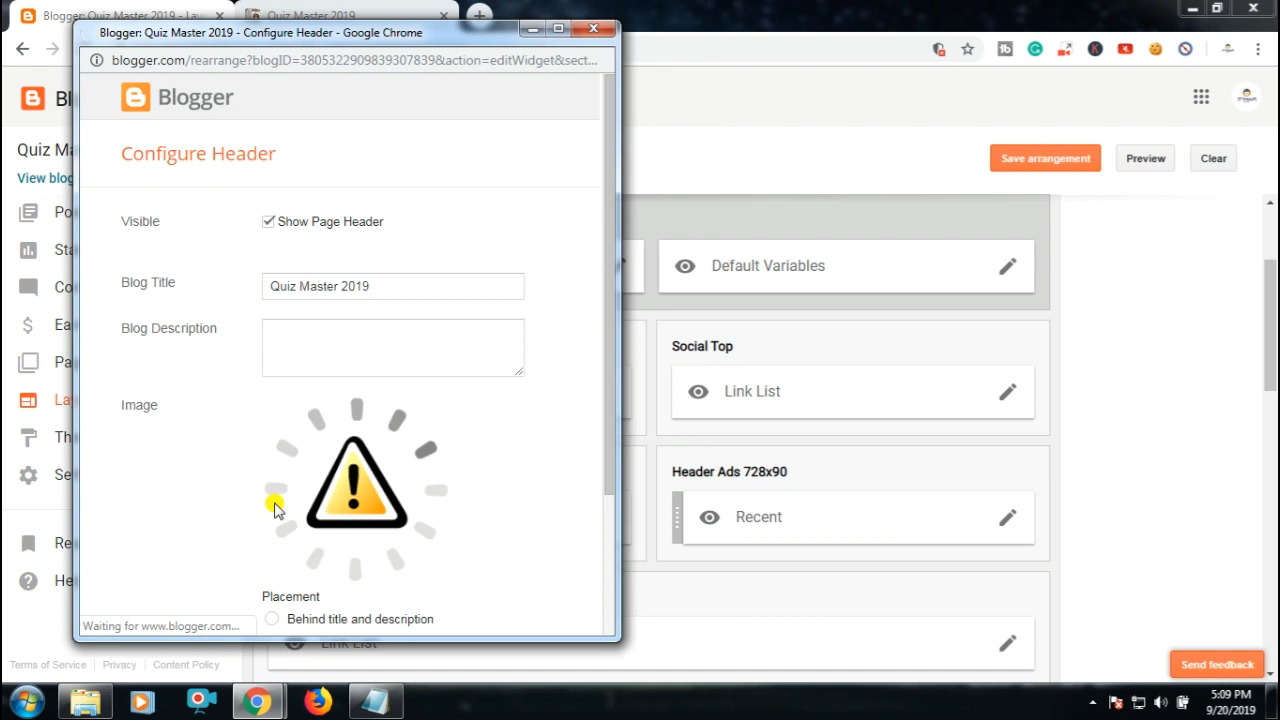 Blogger: Quiz Master 2019 - Lay
Quiz Master 2019
Blogger: Quiz Master 2019 - Configure Header - Google Chrome
blogger.com/rearrange?blogID=3805322909839307839&action=editWidget&sect...
Blogger
Configure Header
Visible
Show Page Header
Blog Title
Quiz Master 2019
Blog Description
Image
Placement
Behind title and description
Waiting for www.blogger.com...
Bl
Quiz Ma
View blog
Po
Sta
Co
Ea
Pa
Lay
Th
Se
Re
He
Terms of Service
Privacy
Content Policy
Save arrangement
Preview
Clear
Default Variables
Social Top
Link List
Header Ads 728x90
Recent
Link List
Send feedback
5:09 PM
9/20/2019